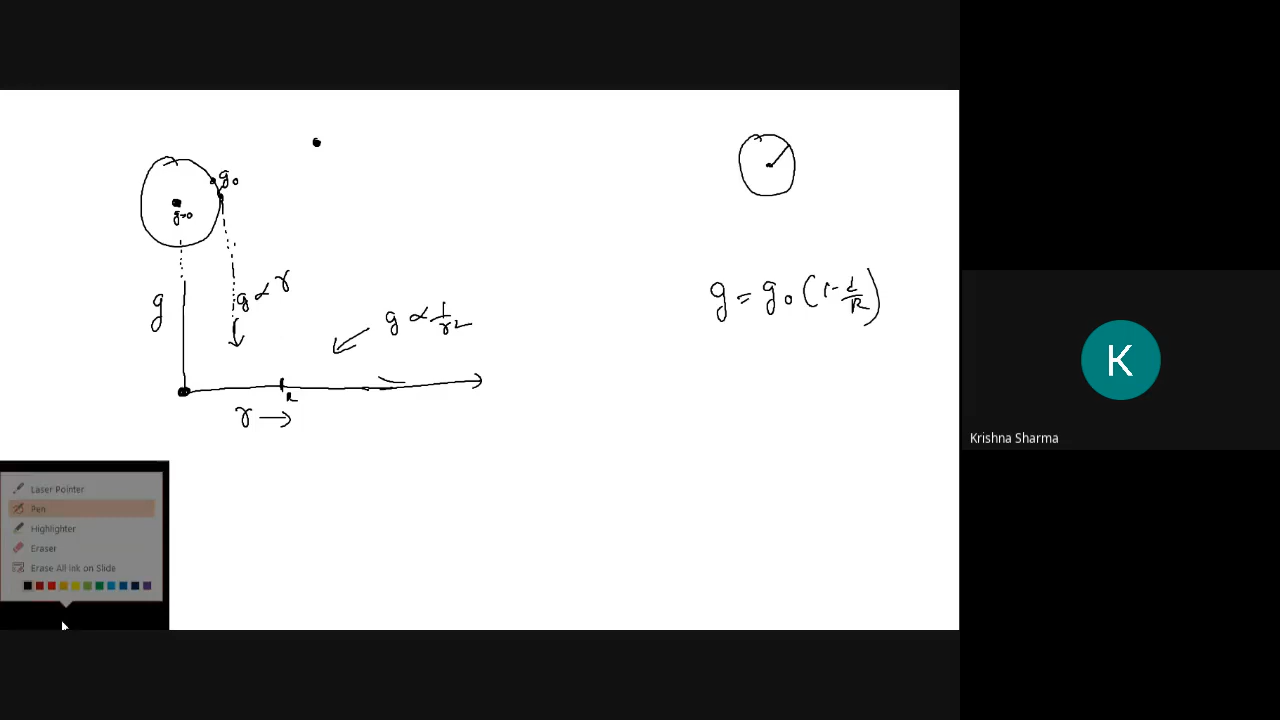 g₀
g=0
g
g ∝ r
g ∝ 1/r²
R
r →
g = g₀ (1 - d/R)
Krishna Sharma
K
Laser Pointer
Pen
Highlighter
Eraser
Erase All Ink on Slide